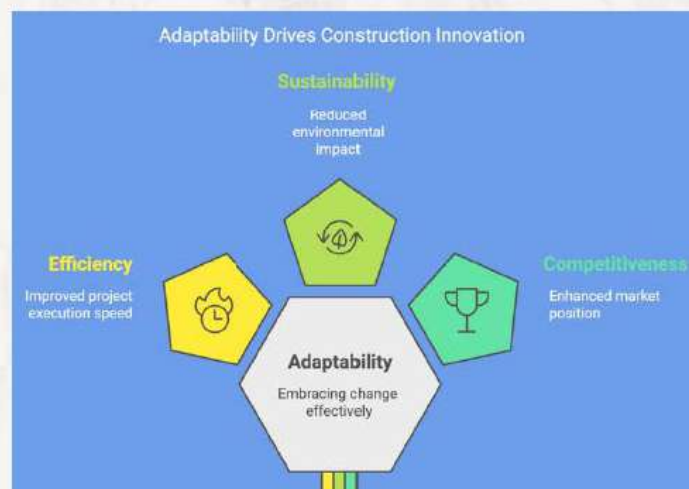 Adaptability Drives Construction Innovation
Sustainability
Reduced
environmental
impact
Efficiency
Improved project
execution speed
Competitiveness
Enhanced market
position
Adaptability
Embracing change
effectively